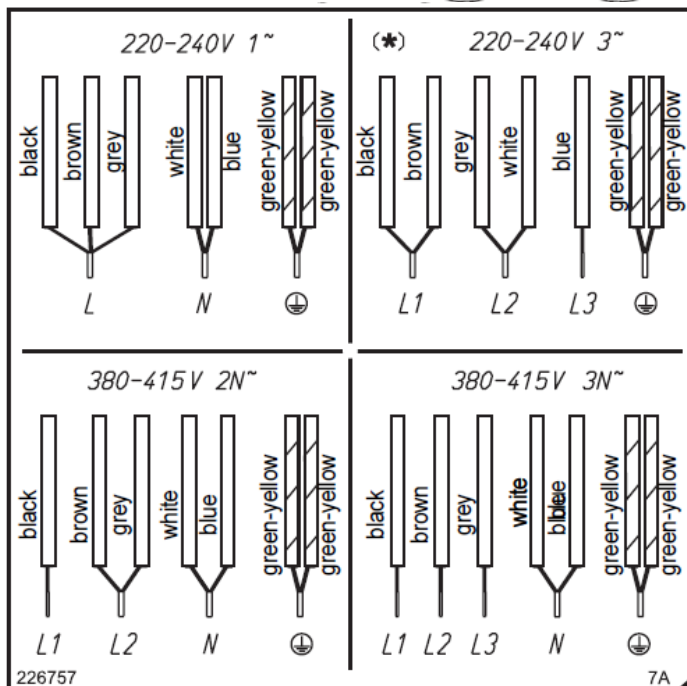 220-240V 1~
black
brown
grey
white
blue
green-yellow
green-yellow
L
N
(*)
220-240V 3~
black
brown
grey
white
blue
green-yellow
green-yellow
L1
L2
L3
380-415V 2N~
black
brown
grey
white
blue
green-yellow
green-yellow
L1
L2
N
380-415V 3N~
black
brown
grey
white
blue
green-yellow
green-yellow
L1
L2
L3
N
226757
7A